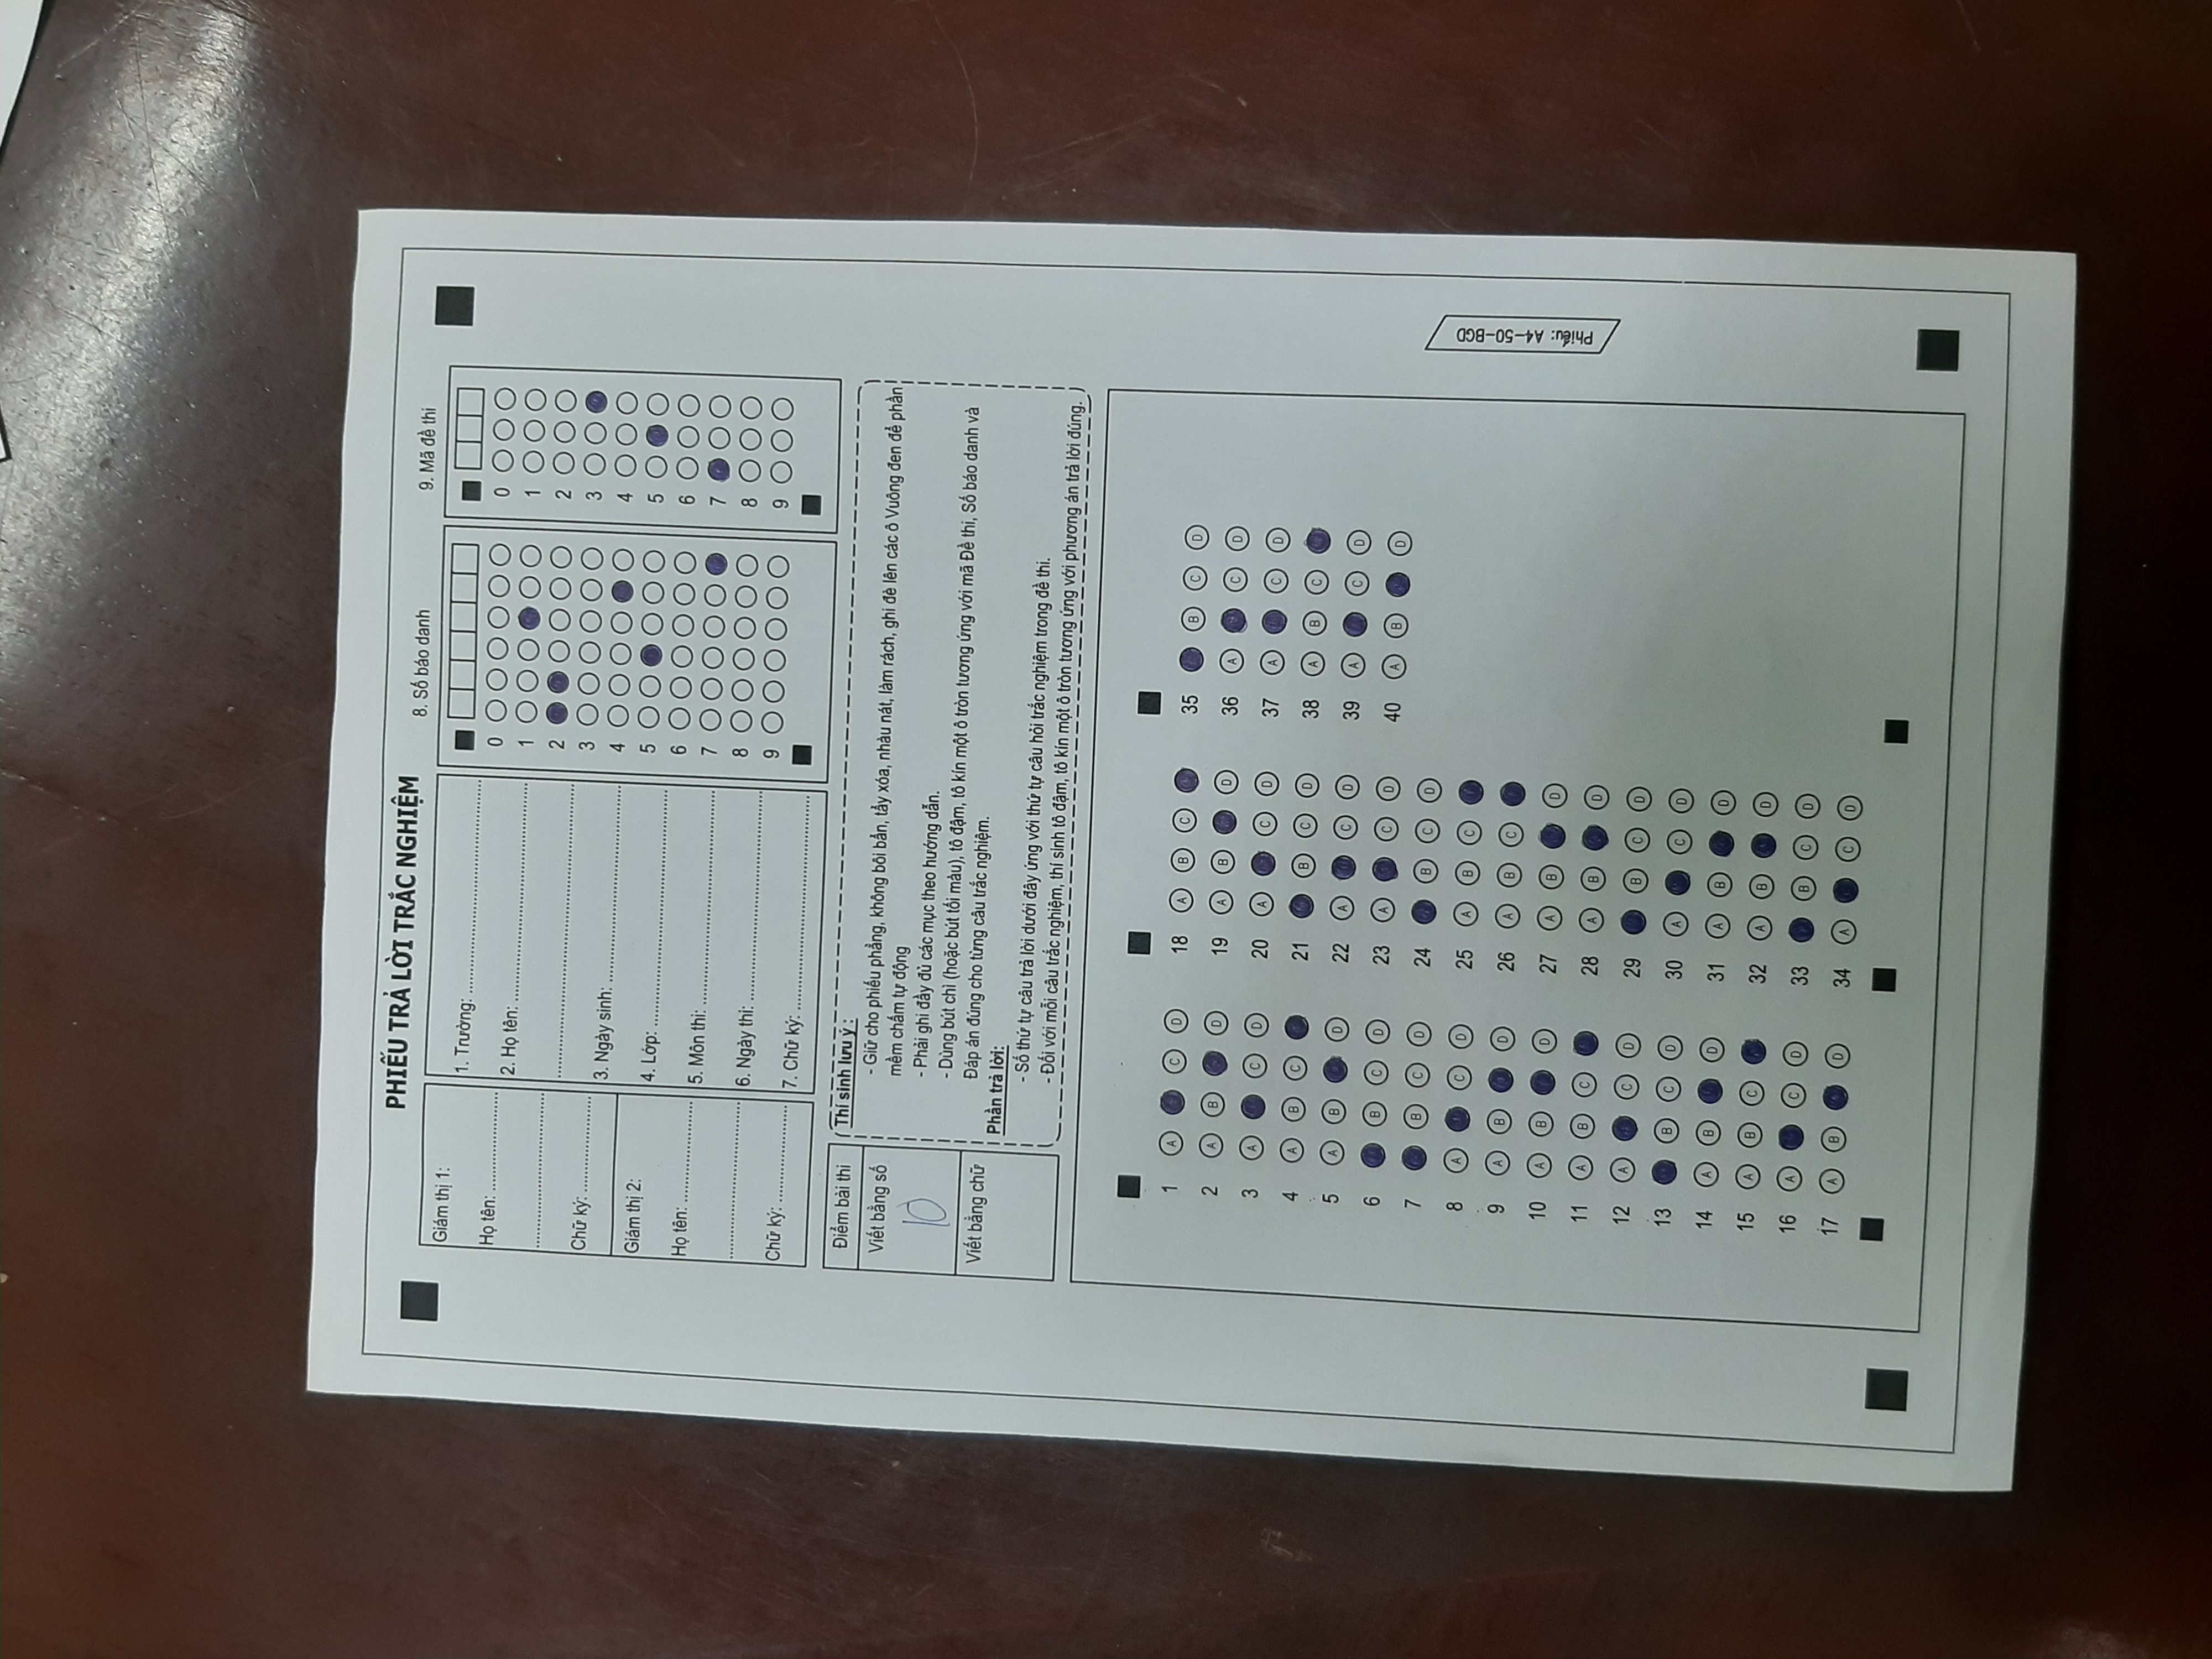 PHIẾU TRẢ LỜI TRẮC NGHIỆM
Giám thị 1:
Họ tên: ....................
..............................
Chữ ký: ....................
Giám thị 2:
Họ tên: ....................
..............................
Chữ ký: ....................
1. Trường: ........................................
2. Họ tên: ........................................
........................................................
3. Ngày sinh: ....................................
4. Lớp: ............................................
5. Môn thi: ........................................
6. Ngày thi: .......................................
7. Chữ ký: ........................................
8. Số báo danh
0
1
2
3
4
5
6
7
8
9
9. Mã đề thi
0
1
2
3
4
5
6
7
8
9
Điểm bài thi
Viết bằng số
10
Viết bằng chữ
Thí sinh lưu ý :
- Giữ cho phiếu phẳng, không bôi bẩn, tẩy xóa, nhàu nát, làm rách, ghi đè lên các ô Vuông đen để phần
mềm chấm tự động
- Phải ghi đầy đủ các mục theo hướng dẫn.
- Dùng bút chì (hoặc bút tối màu), tô đậm, tô kín một ô tròn tương ứng với mã Đề thi, Số báo danh và
Đáp án đúng cho từng câu trắc nghiệm.
Phần trả lời:
- Số thứ tự câu trả lời dưới đây ứng với thứ tự câu hỏi trắc nghiệm trong đề thi.
- Đối với mỗi câu trắc nghiệm, thí sinh tô đậm, tô kín một ô tròn tương ứng với phương án trả lời đúng.
1 A C D
2 A B D
3 A C D
4 A B C
5 A B D
6 B C D
7 B C D
8 A C D
9 A B D
10 A B D
11 A B C
12 A C D
13 B C D
14 A B D
15 A B C
16 A C D
17 A B D
18 A B C
19 A B D
20 A C D
21 B C D
22 A C D
23 A C D
24 B C D
25 A B C
26 A B C
27 A B D
28 A B D
29 B C D
30 A C D
31 A B D
32 A B D
33 B C D
34 A C D
35 B C D
36 A C D
37 A C D
38 A B C
39 A C D
40 A B D
Phiếu: A4-50-BGD